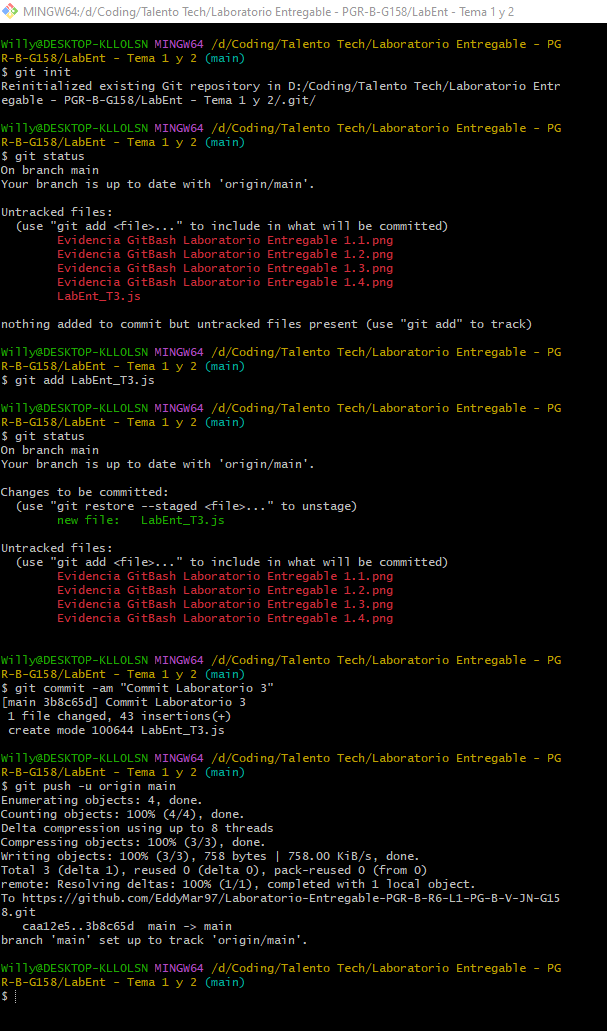 MINGW64:/d/Coding/Talento Tech/Laboratorio Entregable - PGR-B-G158/LabEnt - Tema 1 y 2
Willy@DESKTOP-KLLOLSN MINGW64 /d/Coding/Talento Tech/Laboratorio Entregable - PG
R-B-G158/LabEnt - Tema 1 y 2 (main)
$ git init
Reinitialized existing Git repository in D:/Coding/Talento Tech/Laboratorio Entr
egable - PGR-B-G158/LabEnt - Tema 1 y 2/.git/
Willy@DESKTOP-KLLOLSN MINGW64 /d/Coding/Talento Tech/Laboratorio Entregable - PG
R-B-G158/LabEnt - Tema 1 y 2 (main)
$ git status
On branch main
Your branch is up to date with 'origin/main'.
Untracked files:
  (use "git add <file>..." to include in what will be committed)
        Evidencia GitBash Laboratorio Entregable 1.1.png
        Evidencia GitBash Laboratorio Entregable 1.2.png
        Evidencia GitBash Laboratorio Entregable 1.3.png
        Evidencia GitBash Laboratorio Entregable 1.4.png
        LabEnt_T3.js
nothing added to commit but untracked files present (use "git add" to track)
Willy@DESKTOP-KLLOLSN MINGW64 /d/Coding/Talento Tech/Laboratorio Entregable - PG
R-B-G158/LabEnt - Tema 1 y 2 (main)
$ git add LabEnt_T3.js
Willy@DESKTOP-KLLOLSN MINGW64 /d/Coding/Talento Tech/Laboratorio Entregable - PG
R-B-G158/LabEnt - Tema 1 y 2 (main)
$ git status
On branch main
Your branch is up to date with 'origin/main'.
Changes to be committed:
  (use "git restore --staged <file>..." to unstage)
        new file:   LabEnt_T3.js
Untracked files:
  (use "git add <file>..." to include in what will be committed)
        Evidencia GitBash Laboratorio Entregable 1.1.png
        Evidencia GitBash Laboratorio Entregable 1.2.png
        Evidencia GitBash Laboratorio Entregable 1.3.png
        Evidencia GitBash Laboratorio Entregable 1.4.png
Willy@DESKTOP-KLLOLSN MINGW64 /d/Coding/Talento Tech/Laboratorio Entregable - PG
R-B-G158/LabEnt - Tema 1 y 2 (main)
$ git commit -am "Commit Laboratorio 3"
[main 3b8c65d] Commit Laboratorio 3
 1 file changed, 43 insertions(+)
 create mode 100644 LabEnt_T3.js
Willy@DESKTOP-KLLOLSN MINGW64 /d/Coding/Talento Tech/Laboratorio Entregable - PG
R-B-G158/LabEnt - Tema 1 y 2 (main)
$ git push -u origin main
Enumerating objects: 4, done.
Counting objects: 100% (4/4), done.
Delta compression using up to 8 threads
Compressing objects: 100% (3/3), done.
Writing objects: 100% (3/3), 758 bytes | 758.00 KiB/s, done.
Total 3 (delta 1), reused 0 (delta 0), pack-reused 0 (from 0)
remote: Resolving deltas: 100% (1/1), completed with 1 local object.
To https://github.com/EddyMar97/Laboratorio-Entregable-PGR-B-R6-L1-PG-B-V-JN-G15
8.git
   caa12e5..3b8c65d  main -> main
branch 'main' set up to track 'origin/main'.
Willy@DESKTOP-KLLOLSN MINGW64 /d/Coding/Talento Tech/Laboratorio Entregable - PG
R-B-G158/LabEnt - Tema 1 y 2 (main)
$